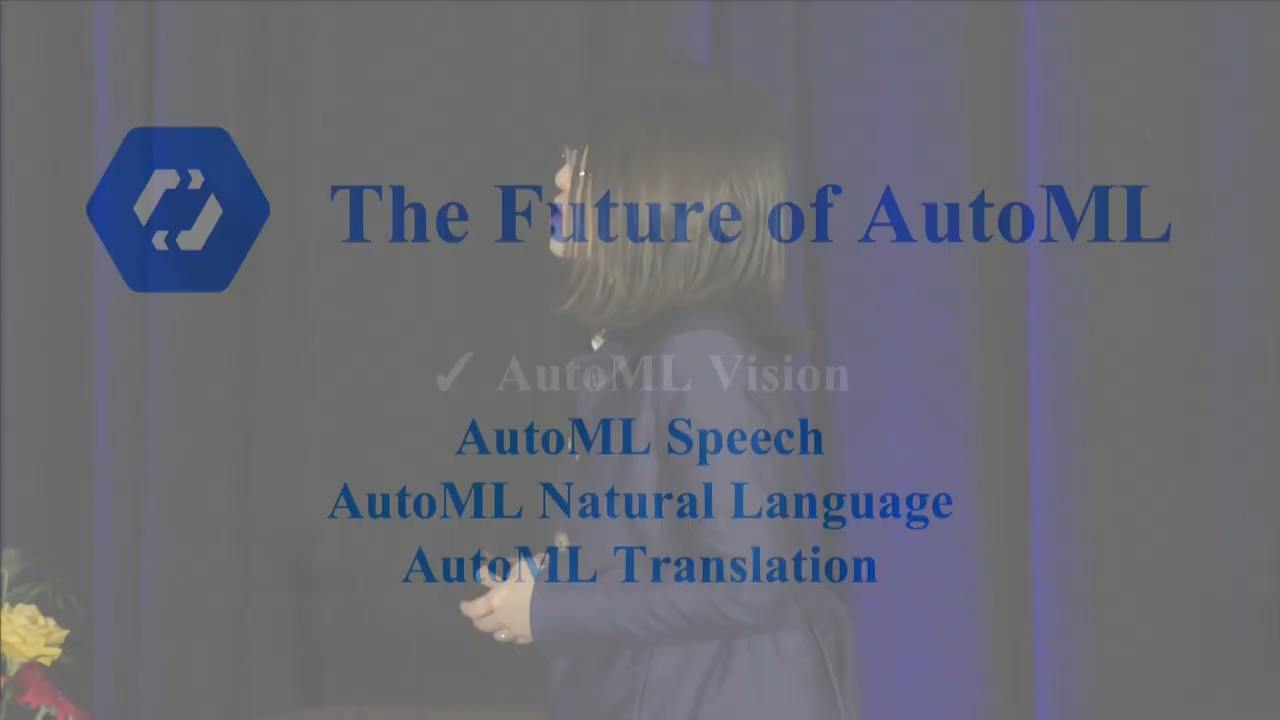 The Future of AutoML
✓ AutoML Vision
AutoML Speech
AutoML Natural Language
AutoML Translation